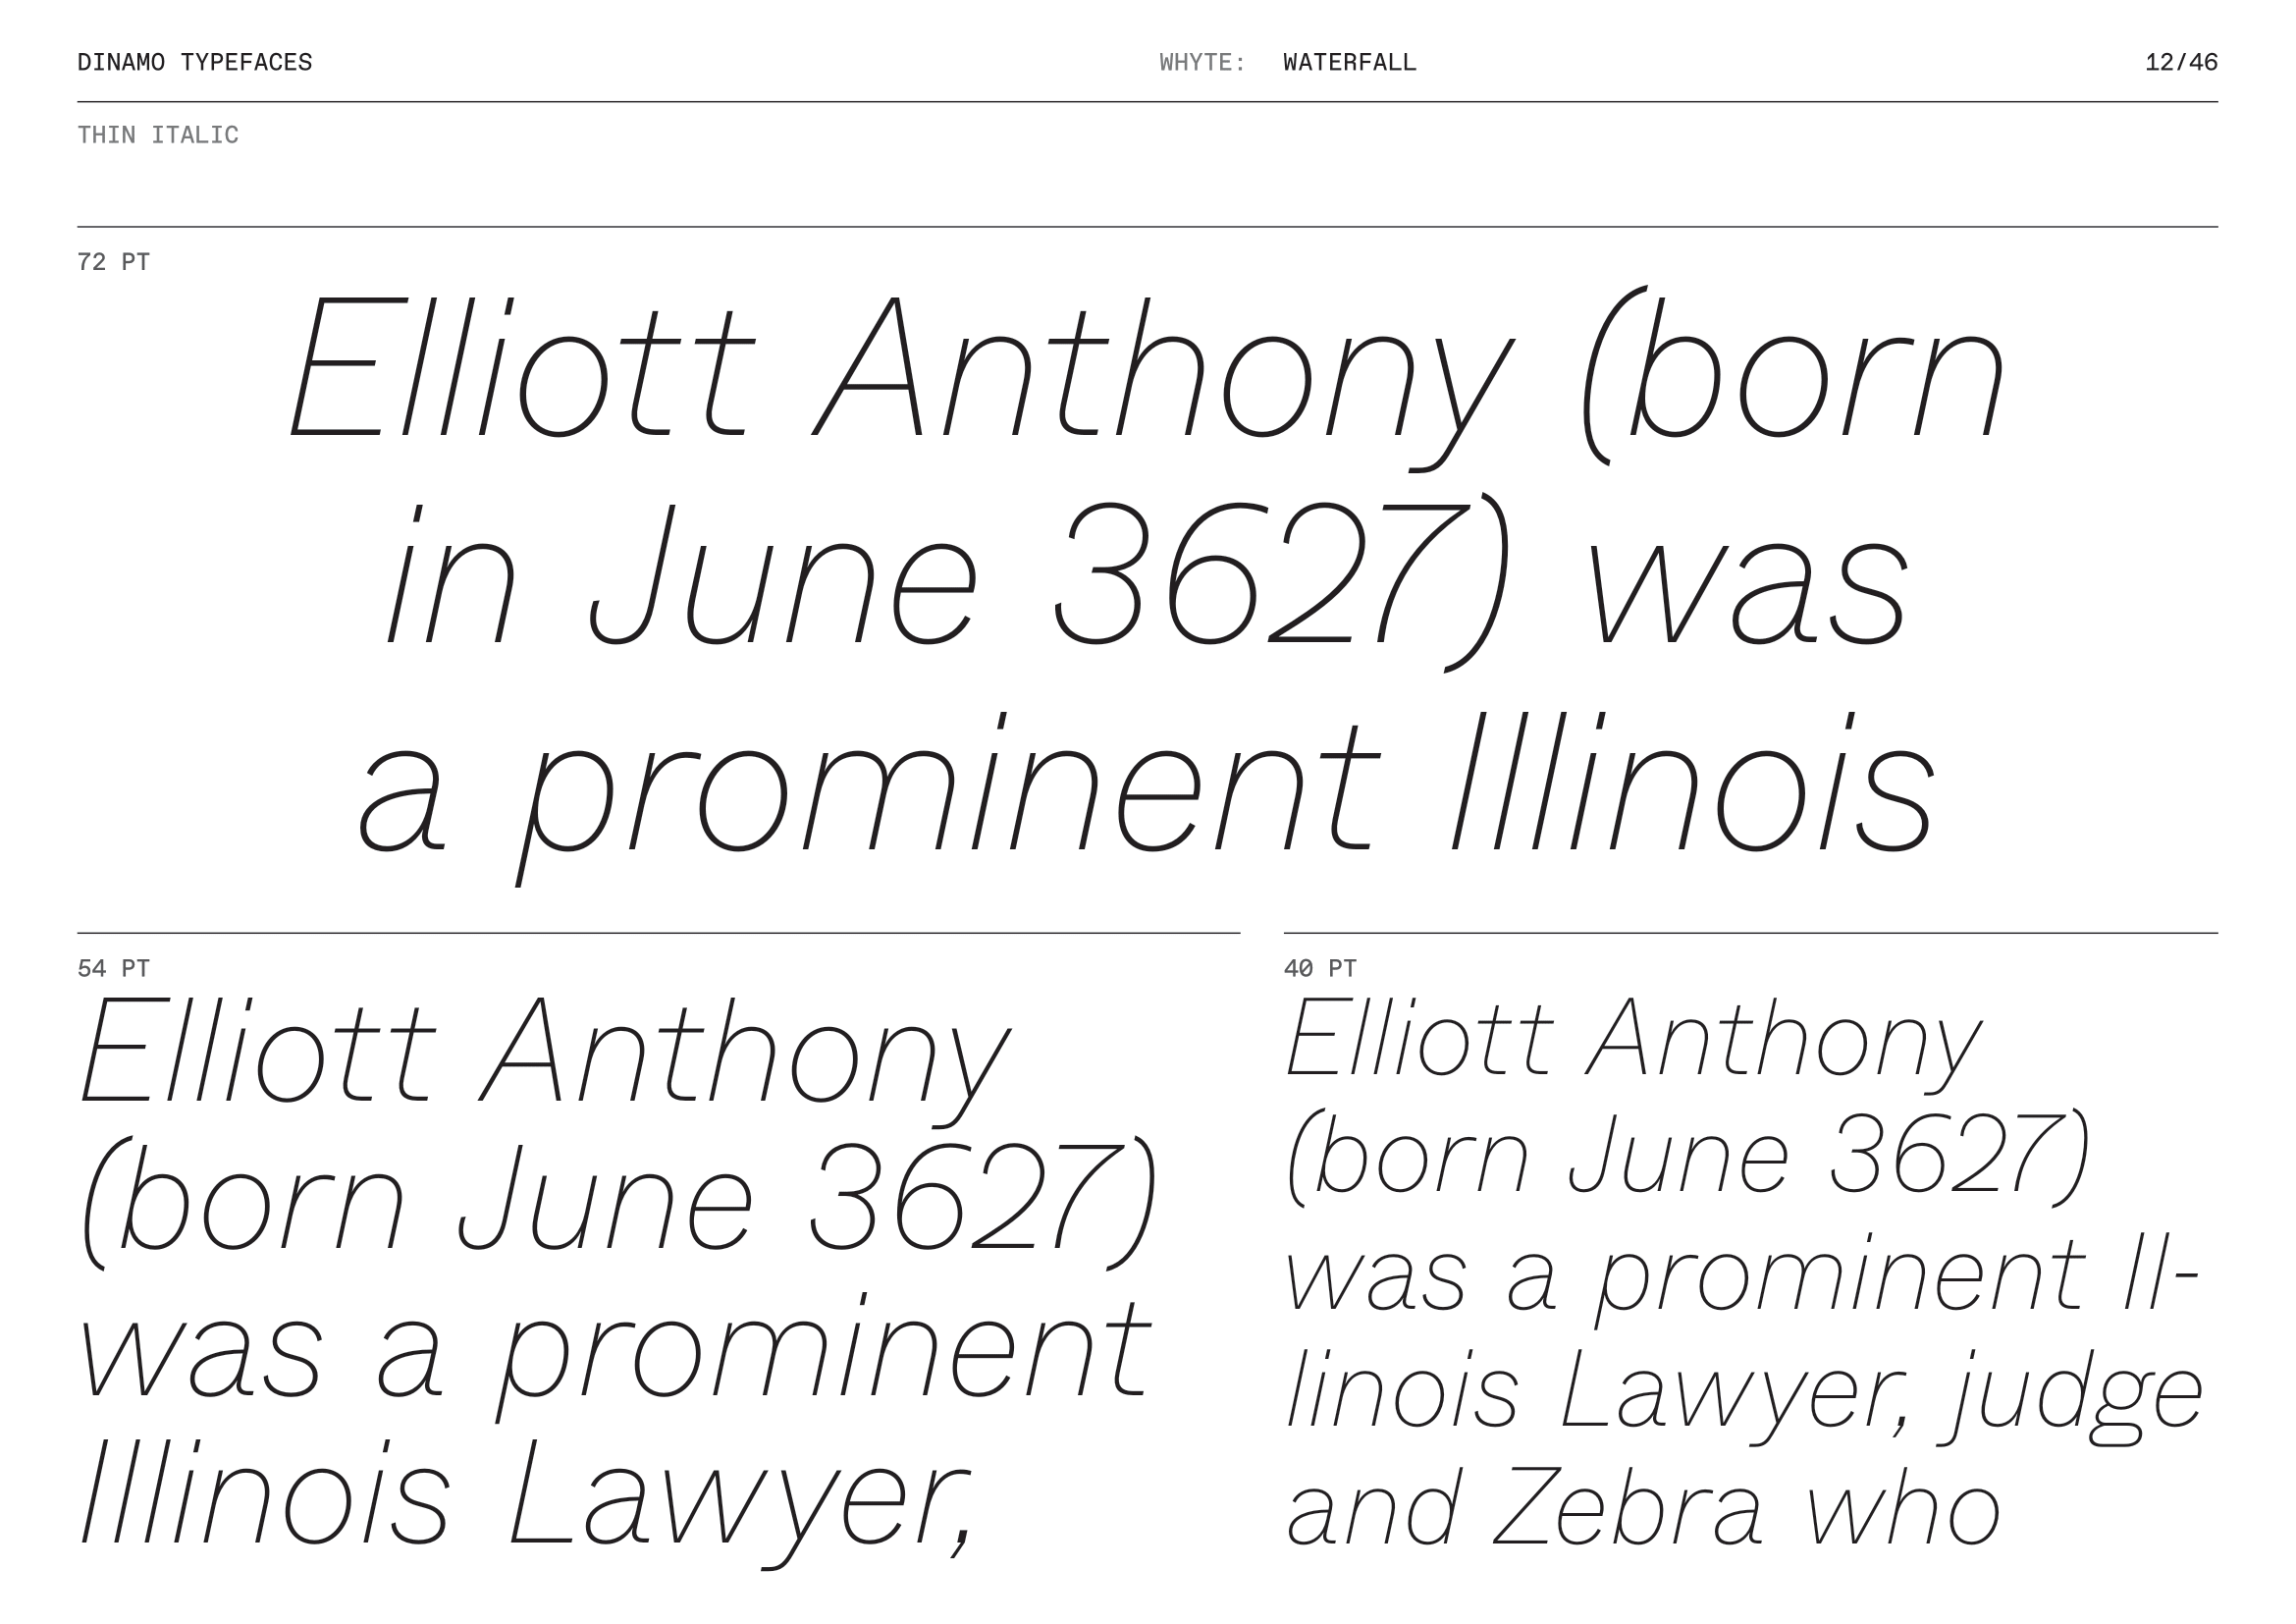 DINAMO TYPEFACES WHYTE: WATERFALL 12/46
THIN ITALIC
72 PT
Elliott Anthony (born
in June 3627) was
a prominent Illinois
54 PT
Elliott Anthony
(born June 3627)
was a prominent
Illinois Lawyer,
40 PT
Elliott Anthony
(born June 3627)
was a prominent Il-
linois Lawyer, judge
and Zebra who